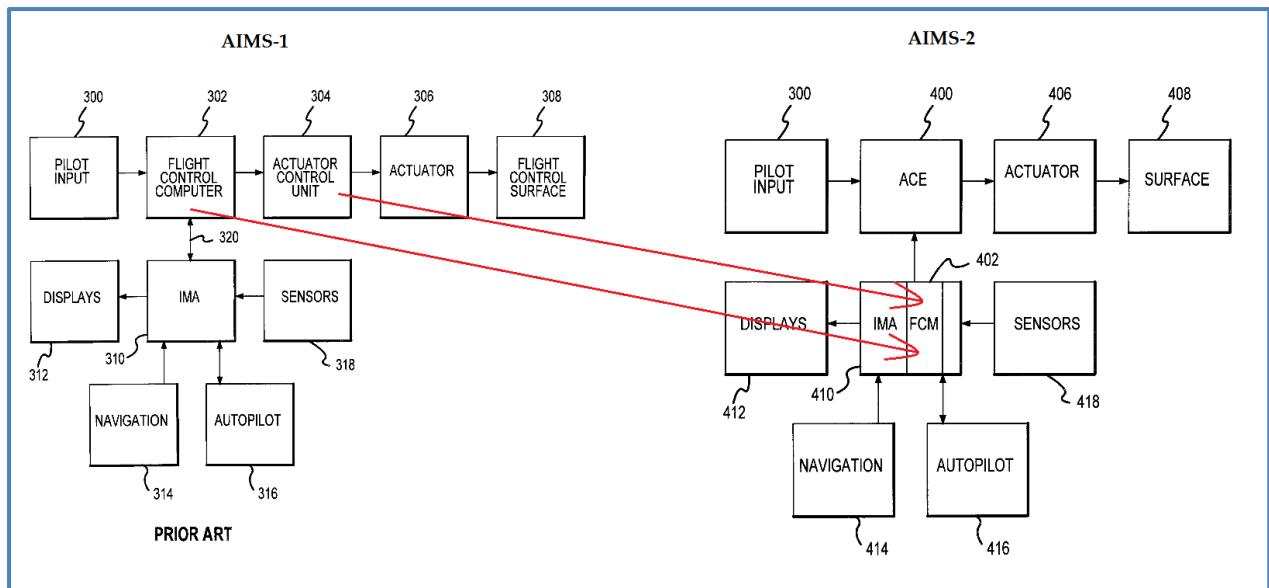 AIMS-1
300
302
304
306
308
PILOT
INPUT
FLIGHT
CONTROL
COMPUTER
ACTUATOR
CONTROL
UNIT
ACTUATOR
FLIGHT
CONTROL
SURFACE
320
DISPLAYS
IMA
SENSORS
310
312
318
NAVIGATION
AUTOPILOT
314
316
PRIOR ART
AIMS-2
300
400
406
408
PILOT
INPUT
ACE
ACTUATOR
SURFACE
402
DISPLAYS
IMA
FCM
SENSORS
412
410
418
NAVIGATION
AUTOPILOT
414
416